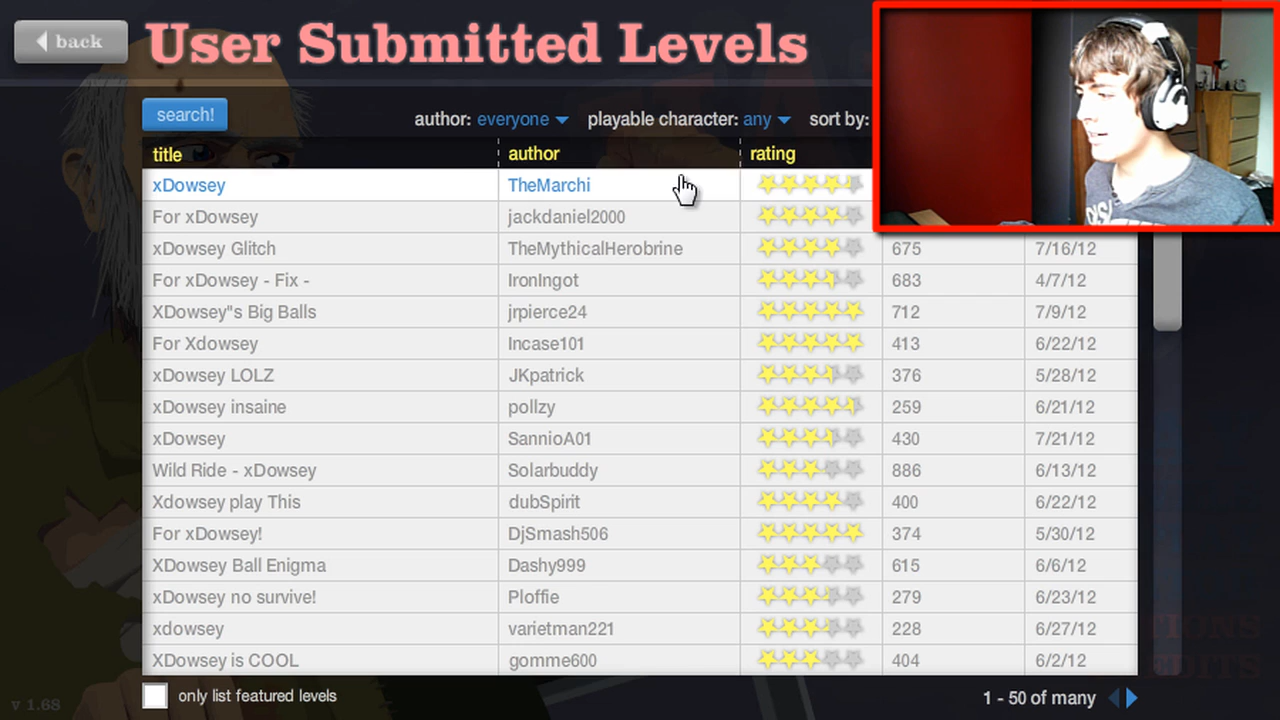 back
User Submitted Levels
search!
author: everyone playable character: any sort by:
title author rating
xDowsey TheMarchi
For xDowsey jackdaniel2000
xDowsey Glitch TheMythicalHerobrine 675 7/16/12
For xDowsey - Fix - IronIngot 683 4/7/12
XDowsey"s Big Balls jrpierce24 712 7/9/12
For Xdowsey Incase101 413 6/22/12
xDowsey LOLZ JKpatrick 376 5/28/12
xDowsey insaine pollzy 259 6/21/12
xDowsey SannioA01 430 7/21/12
Wild Ride - xDowsey Solarbuddy 886 6/13/12
Xdowsey play This dubSpirit 400 6/22/12
For xDowsey! DjSmash506 374 5/30/12
XDowsey Ball Enigma Dashy999 615 6/6/12
xDowsey no survive! Ploffie 279 6/23/12
xdowsey varietman221 228 6/27/12
XDowsey is COOL gomme600 404 6/2/12
only list featured levels
1 - 50 of many
v 1.68